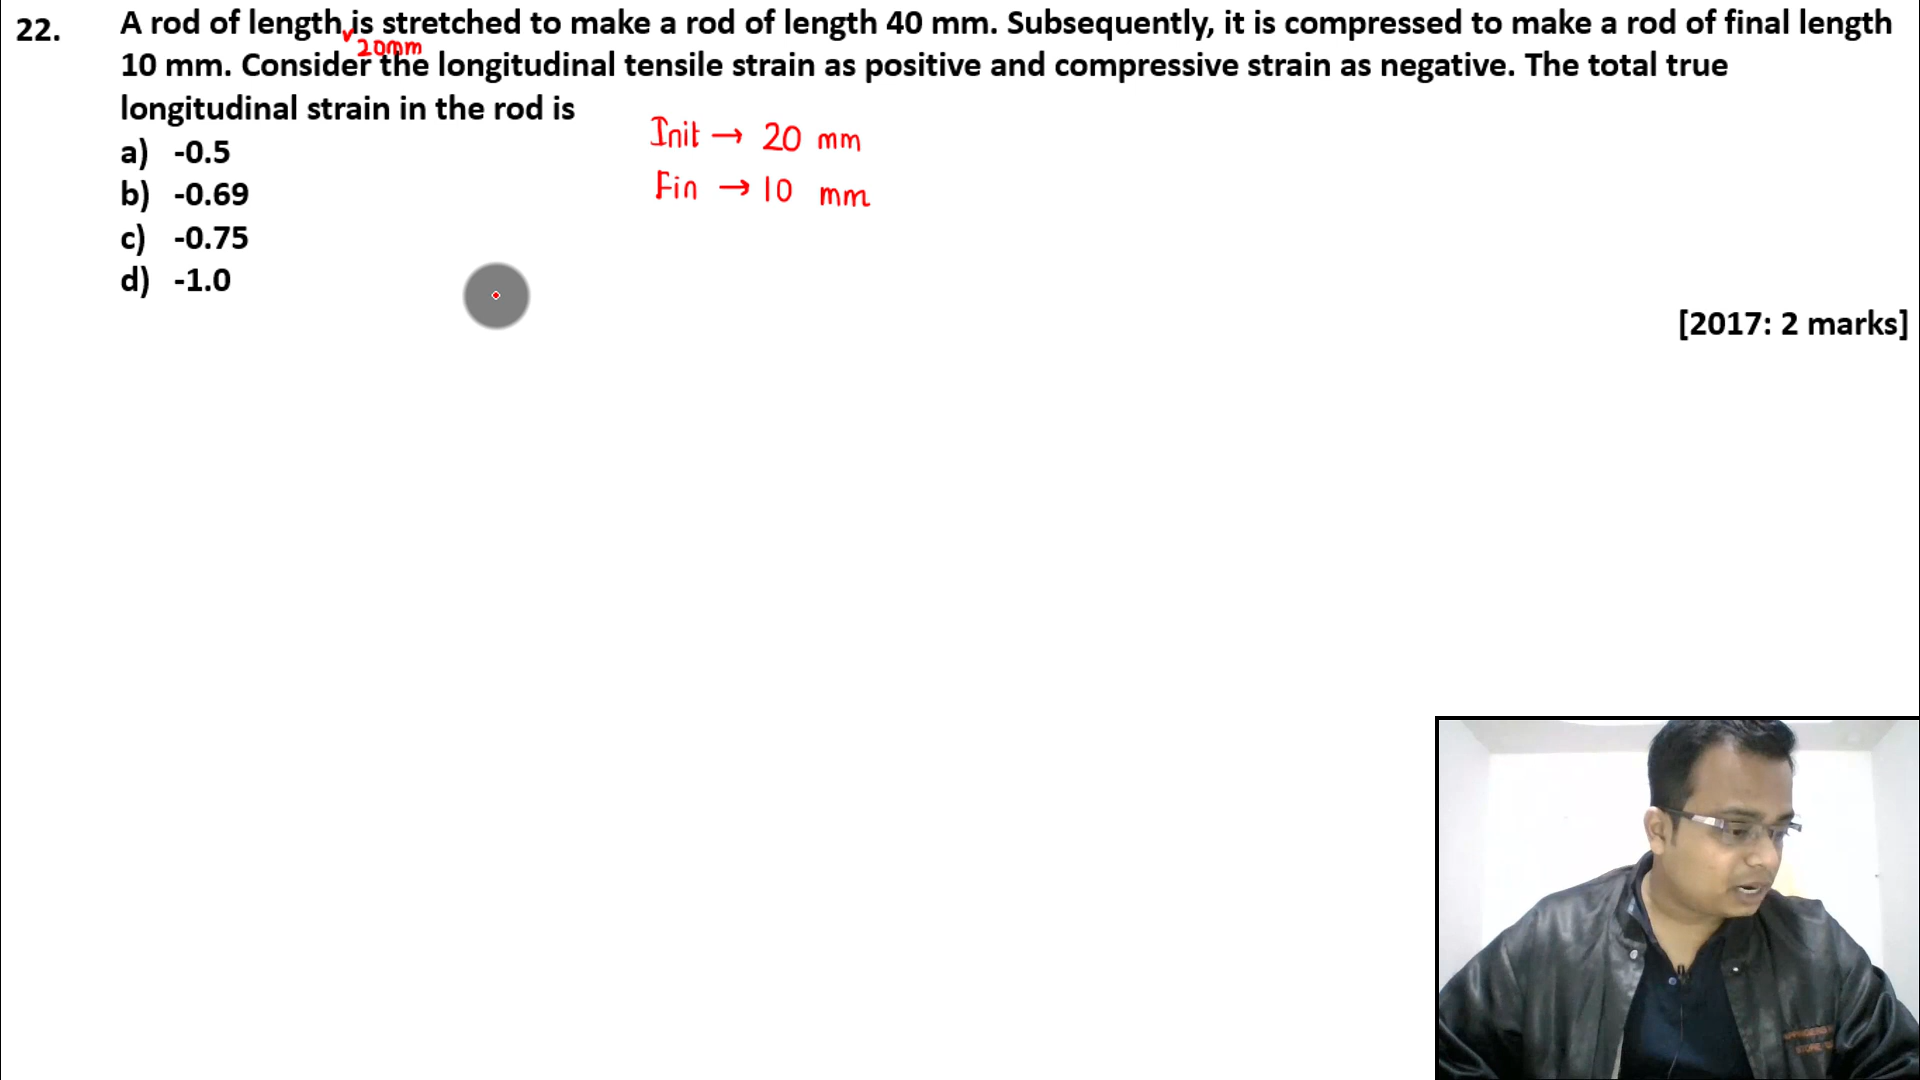 22. A rod of length is stretched to make a rod of length 40 mm. Subsequently, it is compressed to make a rod of final length
20mm
10 mm. Consider the longitudinal tensile strain as positive and compressive strain as negative. The total true
longitudinal strain in the rod is
Init → 20 mm
a) -0.5
Fin → 10 mm
b) -0.69
c) -0.75
d) -1.0
[2017: 2 marks]